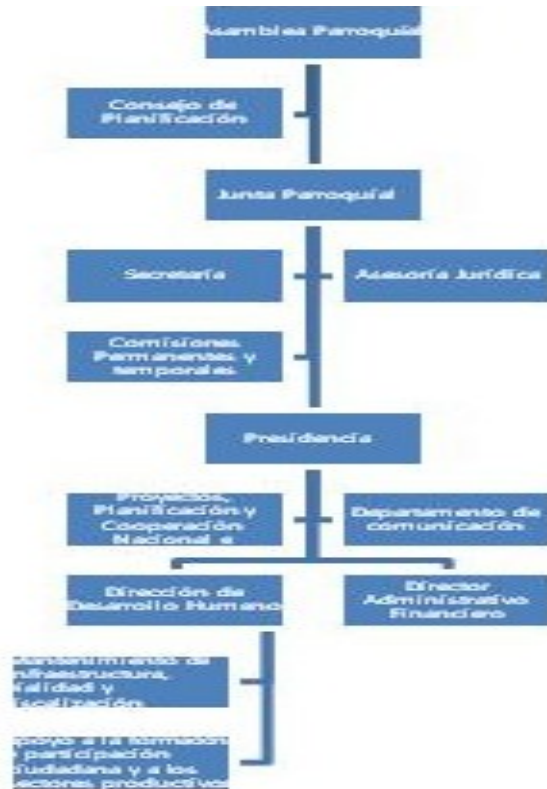 Asamblea Parroquial
Consejo de
Planificación
Junta Parroquial
Secretaría
Asesoría Jurídica
Comisiones
Permanentes y
temporales
Presidencia
Proyectos,
Planificación y
Cooperación
Nacional e
Departamento de
comunicación
Dirección de
Desarrollo Humano
Director
Administrativo
Financiero
Mantenimiento de
infraestructura,
vialidad y
fiscalización
Apoyo a la formación
participación
ciudadana y a los
sectores productivos